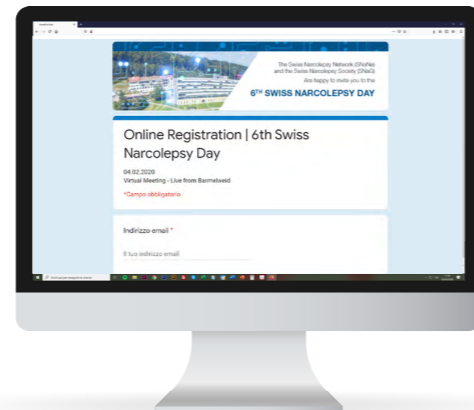 The Swiss Narcolepsy Network (SNaNe)
and the Swiss Narcolepsy Society (SNaG)
Are happy to invite you to the
6TH SWISS NARCOLEPSY DAY
Online Registration | 6th Swiss
Narcolepsy Day
04.02.2020
Virtual Meeting - Live from Barmelweid
*Campo obbligatorio
Indirizzo email *
Il tuo indirizzo email